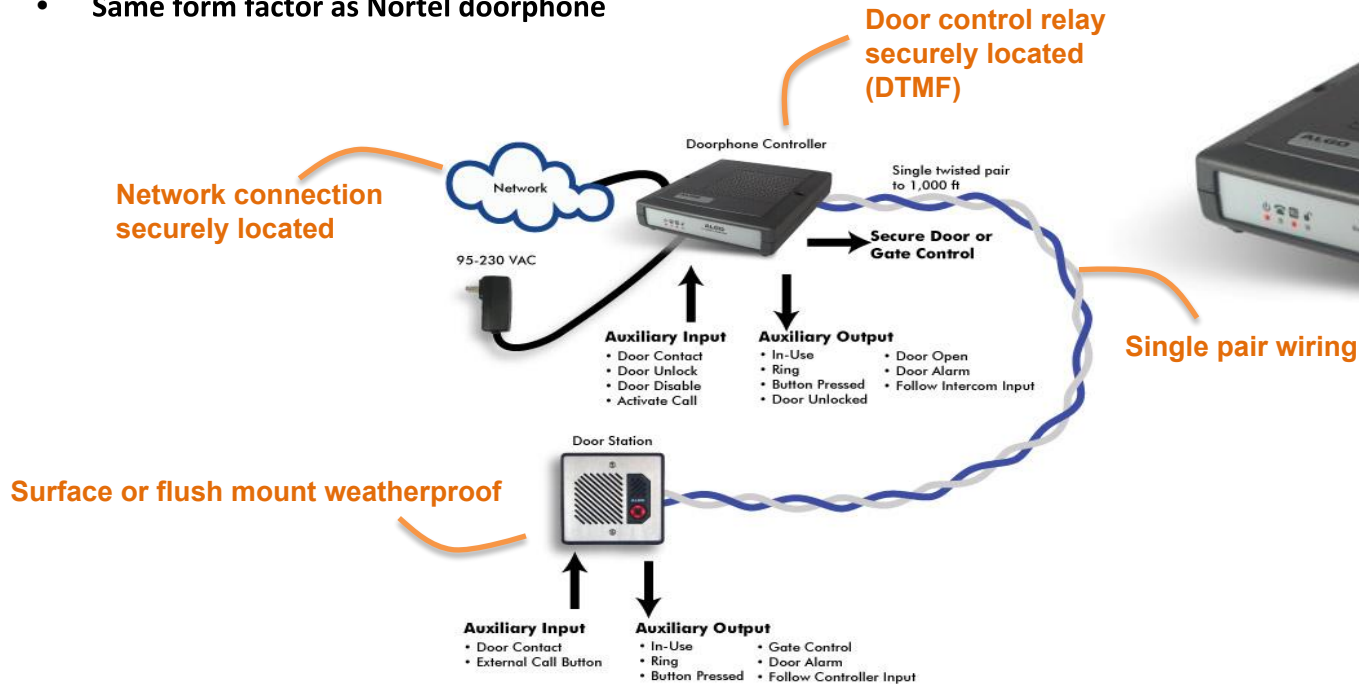 • Same form factor as Nortel doorphone
Door control relay
securely located
(DTMF)
Doorphone Controller
Network
Single twisted pair
to 1,000 ft
ALGO
Network connection
securely located
Secure Door or
Gate Control
95-230 VAC
ALGO
Auxiliary Input
• Door Contact
• Door Unlock
• Door Disable
• Activate Call
Auxiliary Output
• In-Use
• Ring
• Button Pressed
• Door Unlocked
• Door Open
• Door Alarm
• Follow Intercom Input
Single pair wiring
Door Station
Surface or flush mount weatherproof
Auxiliary Input
• Door Contact
• External Call Button
Auxiliary Output
• In-Use
• Ring
• Button Pressed
• Gate Control
• Door Alarm
• Follow Controller Input